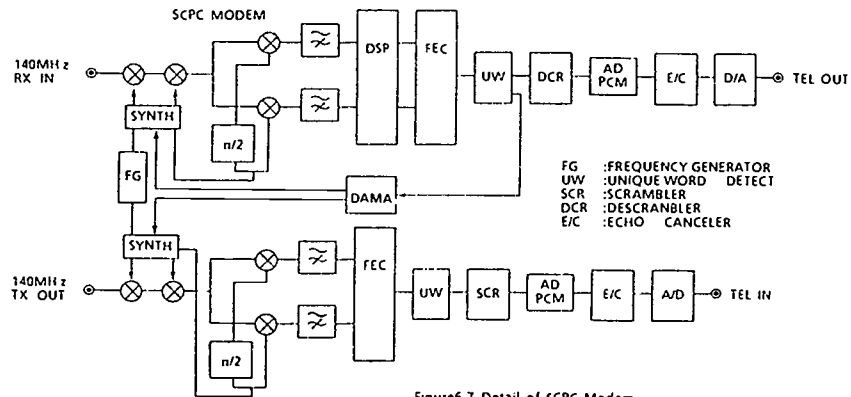 SCPC MODEM
140MHz
RX IN
SYNTH
FG
n/2
DSP
FEC
UW
DCR
AD
PCM
E/C
D/A
TEL OUT
DAMA
FG :FREQUENCY GENERATOR
UW :UNIQUE WORD DETECT
SCR :SCRAMBLER
DCR :DESCRANBLER
E/C :ECHO CANCELER
SYNTH
140MHz
TX OUT
n/2
FEC
UW
SCR
AD
PCM
E/C
A/D
TEL IN
Figure6.7 Detail of SCPC Modem